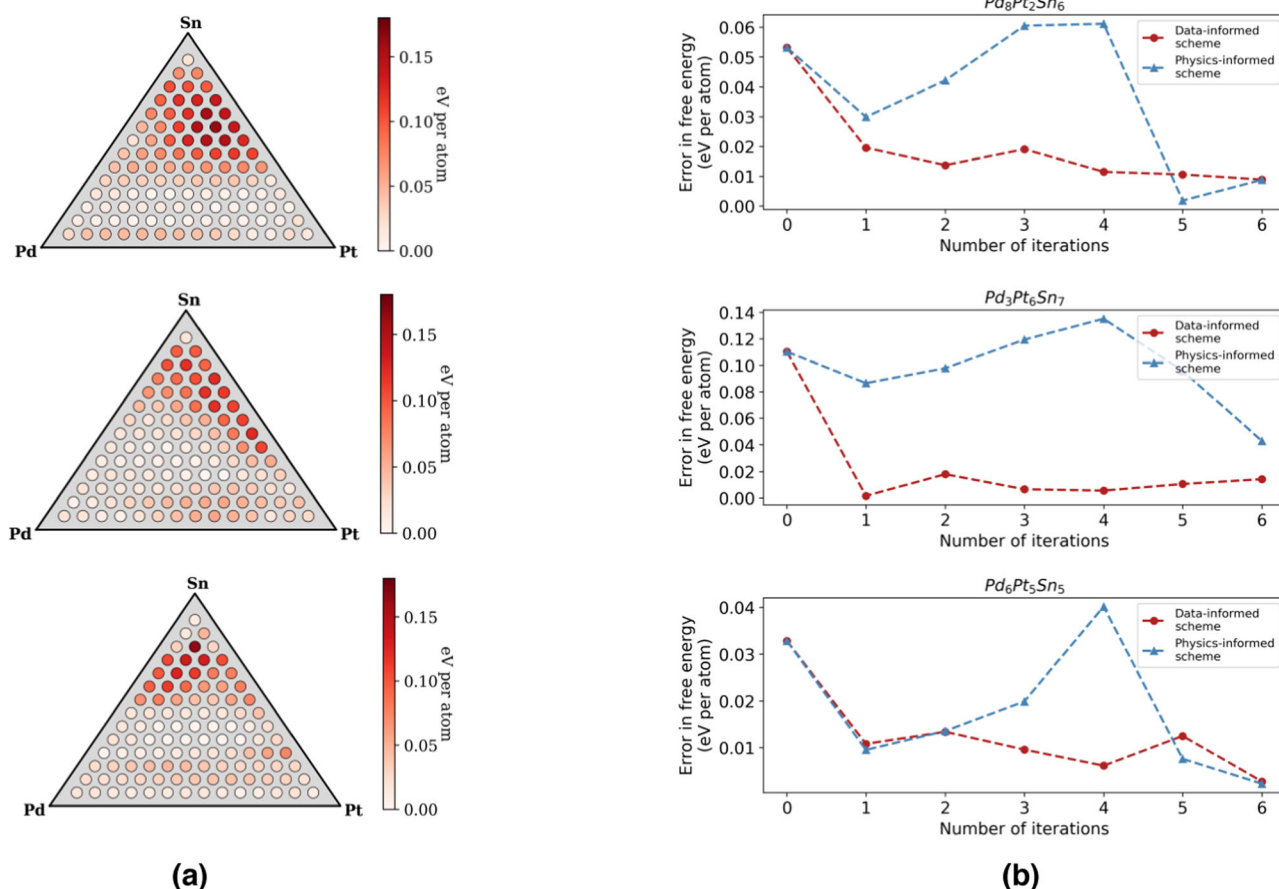 Sn
0.15
0.10
0.05
0.00
eV per atom
Pd
Pt
Sn
0.15
0.10
0.05
0.00
eV per atom
Pd
Pt
Sn
0.15
0.10
0.05
0.00
eV per atom
Pd
Pt
(a)
Pd8Pt2Sn6
Data-informed
scheme
Physics-informed
scheme
Error in free energy
(eV per atom)
0.06
0.05
0.04
0.03
0.02
0.01
0.00
0 1 2 3 4 5 6
Number of iterations
Pd3Pt6Sn7
Data-informed
scheme
Physics-informed
scheme
Error in free energy
(eV per atom)
0.14
0.12
0.10
0.08
0.06
0.04
0.02
0.00
0 1 2 3 4 5 6
Number of iterations
Pd6Pt5Sn5
Data-informed
scheme
Physics-informed
scheme
Error in free energy
(eV per atom)
0.04
0.03
0.02
0.01
0 1 2 3 4 5 6
Number of iterations
(b)